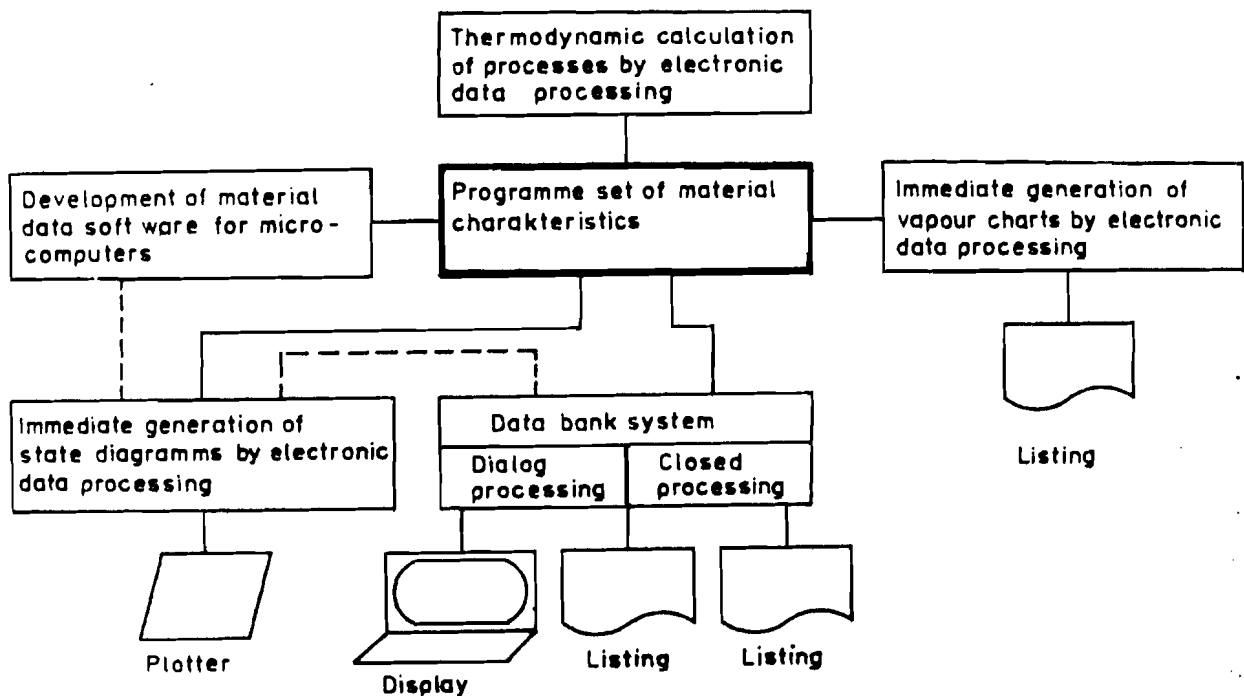 Thermodynamic calculation
of processes by electronic
data processing
Development of material
data soft ware for micro-
computers
Programme set of material
charakteristics
Immediate generation of
vapour charts by electronic
data processing
Listing
Immediate generation of
state diagramms by electronic
data processing
Data bank system
Dialog
processing
Closed
processing
Plotter
Display
Listing
Listing